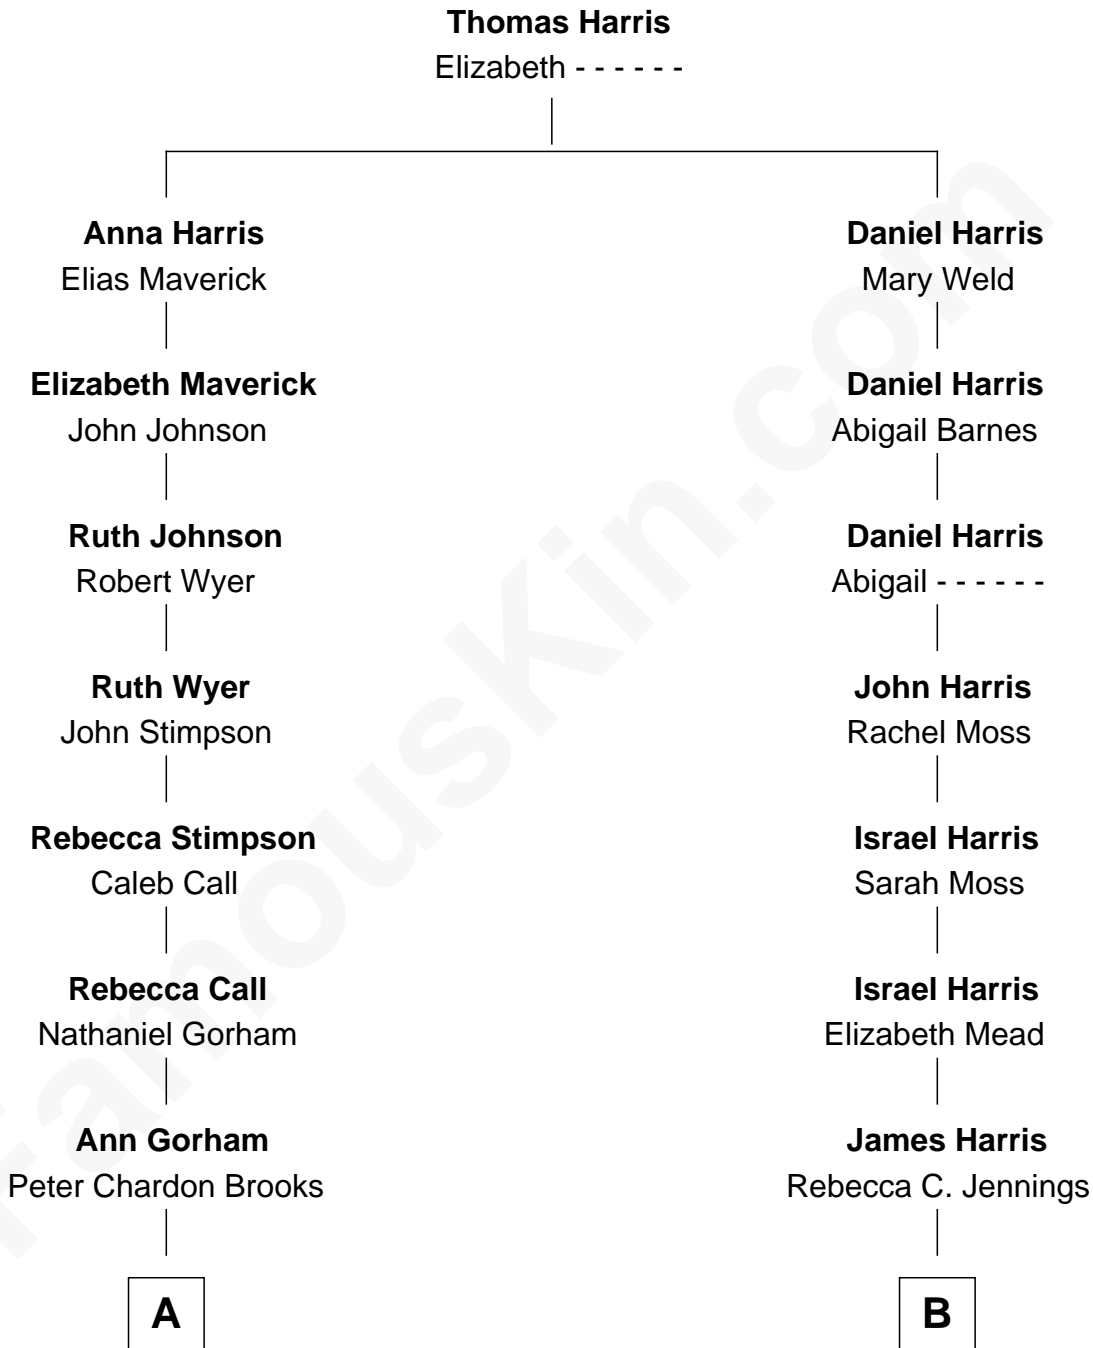 Thomas Harris
Elizabeth - - - - - -
Anna Harris
Elias Maverick
Daniel Harris
Mary Weld
Elizabeth Maverick
John Johnson
Daniel Harris
Abigail Barnes
Ruth Johnson
Robert Wyer
Daniel Harris
Abigail - - - - - -
Ruth Wyer
John Stimpson
John Harris
Rachel Moss
Rebecca Stimpson
Caleb Call
Israel Harris
Sarah Moss
Rebecca Call
Nathaniel Gorham
Israel Harris
Elizabeth Mead
Ann Gorham
Peter Chardon Brooks
James Harris
Rebecca C. Jennings
A
B
FamousKin.com